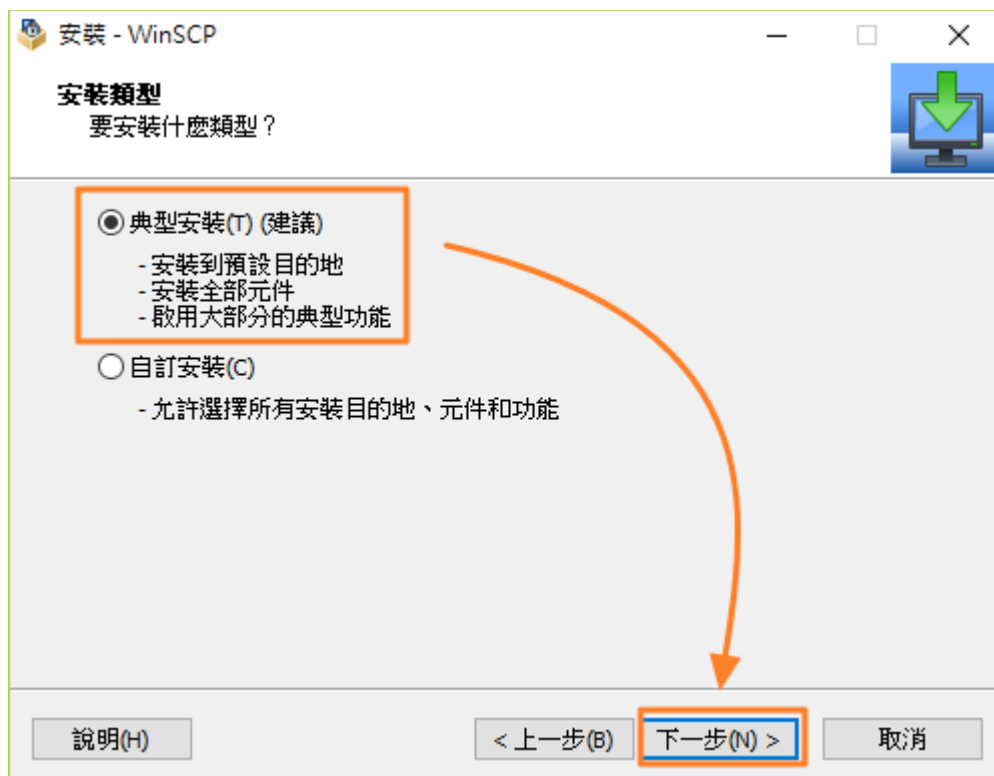 安裝 - WinSCP
安裝類型
要安裝什麼類型？
典型安裝(T) (建議)
- 安裝到預設目的地
- 安裝全部元件
- 啟用大部分的典型功能
自訂安裝(C)
- 允許選擇所有安裝目的地、元件和功能
說明(H)
< 上一步(B)
下一步(N) >
取消